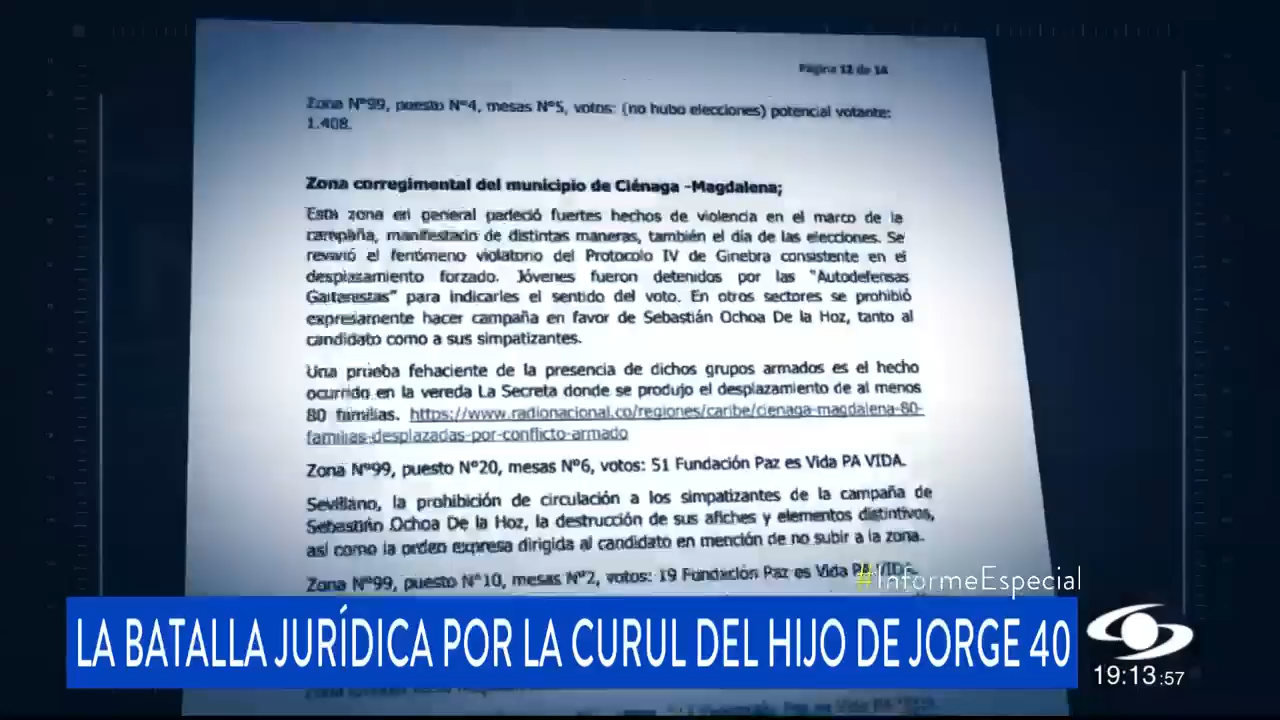 Página 12 de 14
Zona N°99, puesto N°4, mesas N°5, votos: (no hubo elecciones) potencial votante:
1.408.
Zona corregimental del municipio de Ciénaga -Magdalena;
Esta zona en general padeció fuertes hechos de violencia en el marco de la
campaña, manifestado de distintas maneras, también el día de las elecciones. Se
revivió el fenómeno violatorio del Protocolo IV de Ginebra consistente en el
desplasamiento forzado. Jóvenes fueron detenidos por las "Autodefensas
Gaitanistas" para indicarles el sentido del voto. En otros sectores se prohibió
expresamente hacer campaña en favor de Sebastián Ochoa De la Hoz, tanto al
candidato como a sus simpatizantes.
Una prueba fehaciente de la presencia de dichos grupos armados es el hecho
ocurrido en la vereda La Secreta donde se produjo el desplazamiento de al menos
80 familias. https://www.radionacional.co/regiones/caribe/cienaga-magdalena-80-
familias-desplazadas-por-conflicto-armado
Zona N°99, puesto N°20, mesas N°6, votos: 51 Fundación Paz es Vida PA VIDA.
Sevillano, la prohibición de circulación a los simpatizantes de la campaña de
Sebastián Ochoa De la Hoz, la destrucción de sus afiches y elementos distintivos,
así como la orden expresa dirigida al candidato en mención de no subir a la zona.
Zona N°99, puesto N°10, mesas N°2, votos: 19 Fundación Paz es Vida PA VIDA.
#InformeEspecial
LA BATALLA JURÍDICA POR LA CURUL DEL HIJO DE JORGE 40
19:13:57